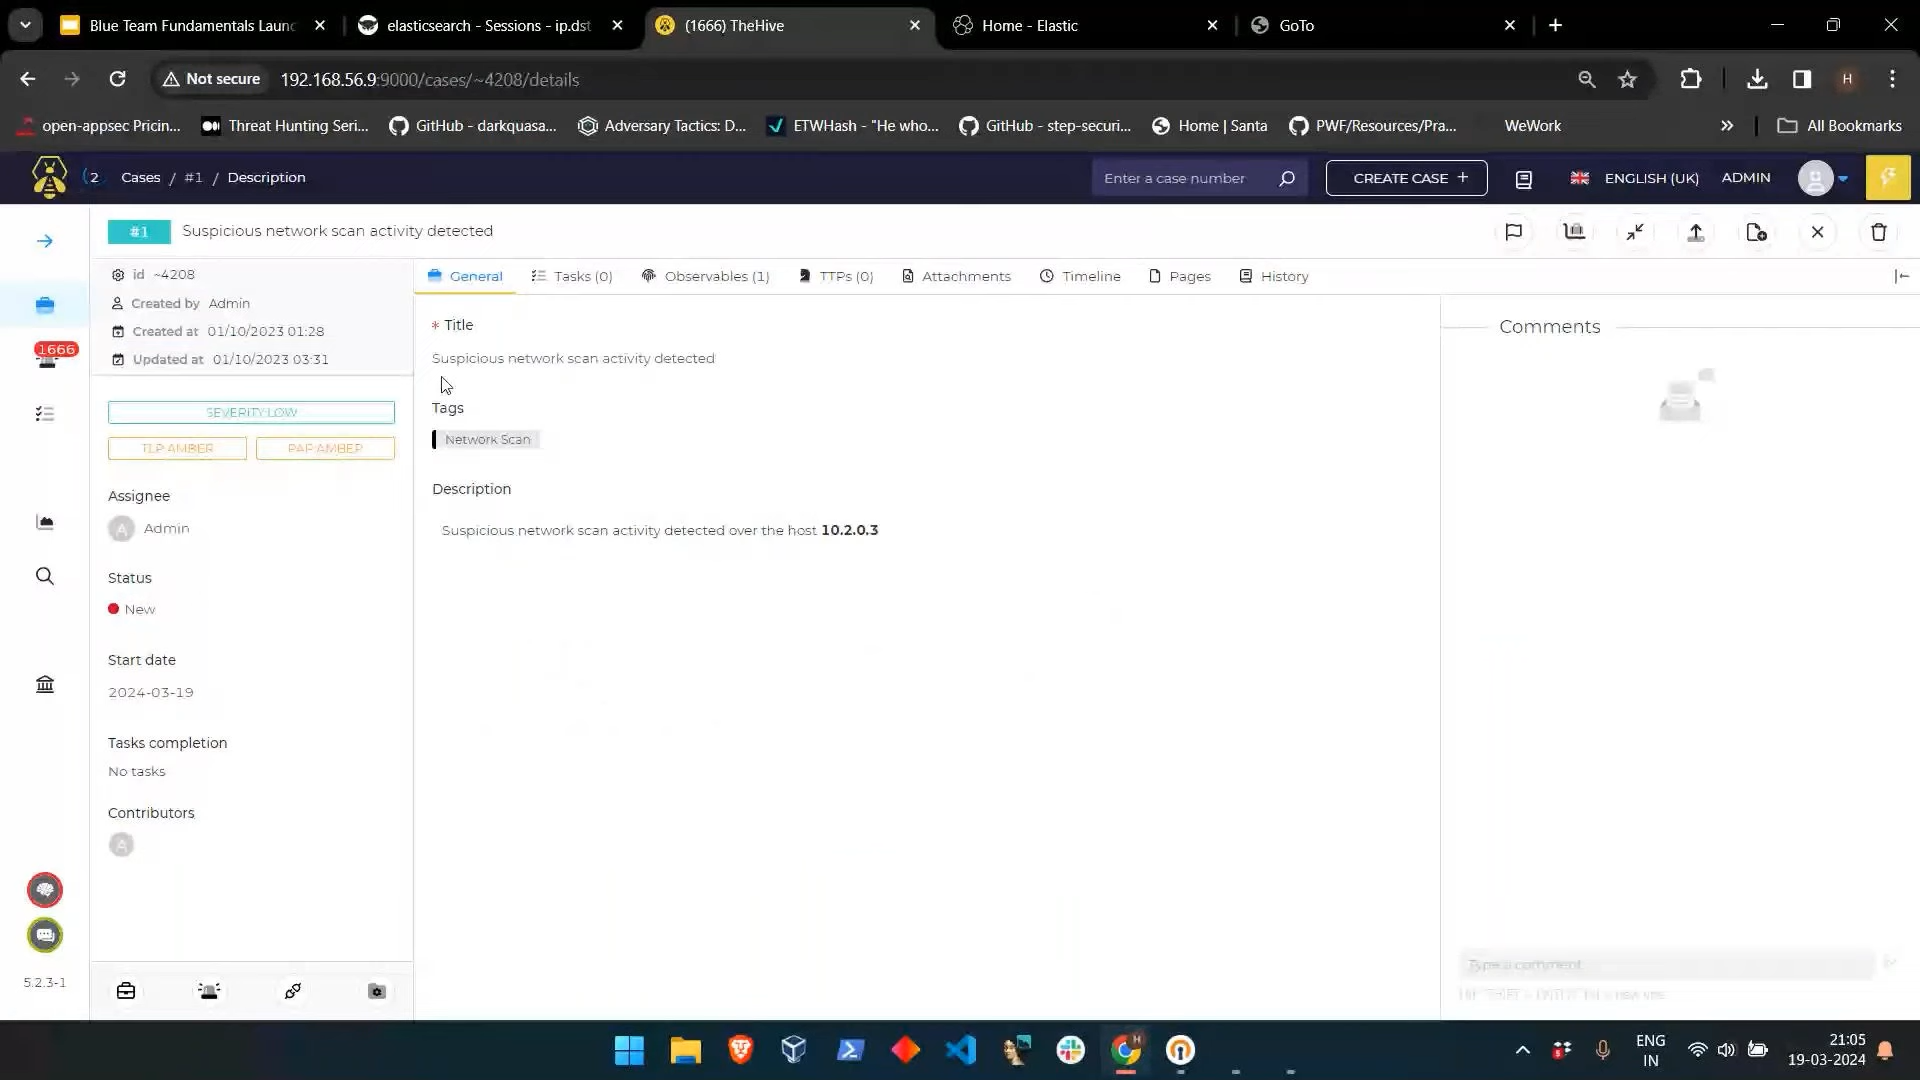 Blue Team Fundamentals Laun
elasticsearch - Sessions - ip.dst
(1666) TheHive
Home - Elastic
GoTo
Not secure
192.168.56.9:9000/cases/~4208/details
H
open-appsec Pricin...
Threat Hunting Seri...
GitHub - darkquasa...
Adversary Tactics: D...
ETWHash - "He who...
GitHub - step-securi...
Home | Santa
PWF/Resources/Pra...
WeWork
All Bookmarks
2
Cases / #1 / Description
Enter a case number
CREATE CASE +
ENGLISH (UK)
ADMIN
#1
Suspicious network scan activity detected
id ~4208
Created by Admin
Created at 01/10/2023 01:28
Updated at 01/10/2023 03:31
General
Tasks (0)
Observables (1)
TTPs (0)
Attachments
Timeline
Pages
History
1666
SEVERITY:LOW
TLP:AMBER
PAP:AMBER
Assignee
A Admin
Status
New
Start date
2024-03-19
Tasks completion
No tasks
Contributors
A
5.2.3-1
* Title
Suspicious network scan activity detected
Tags
Network Scan
Description
Suspicious network scan activity detected over the host 10.2.0.3
Comments
Type a comment
ENG
IN
21:05
19-03-2024